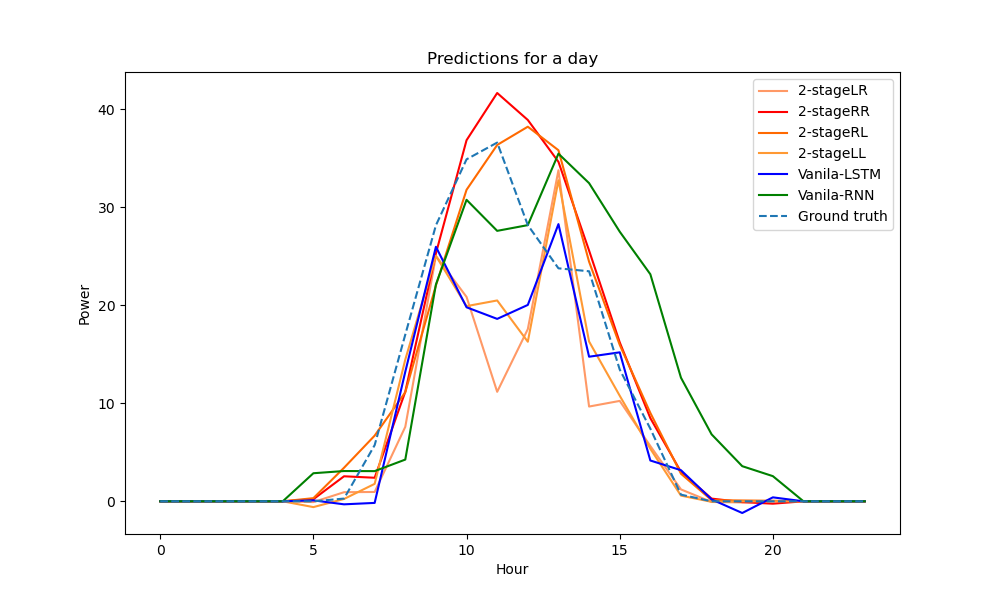 Predictions for a day
2-stageLR
2-stageRR
2-stageRL
2-stageLL
Vanila-LSTM
Vanila-RNN
Ground truth
Power
40
30
20
10
0
0 5 10 15 20
Hour